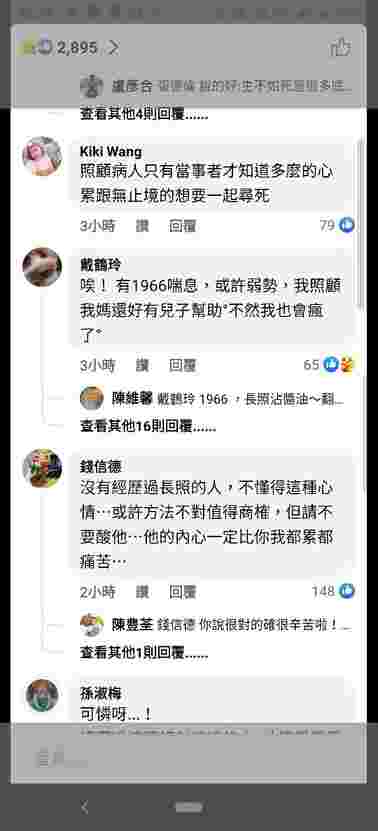 2,895
盧彥合 張德倫 說的好:生不如死
查看其他4則回覆......
Kiki Wang
照顧病人只有當事者才知道多麼的心
累跟無止境的想要一起尋死
3小時 讚 回覆 79
戴鶴玲
唉！ 有1966喘息，或許弱勢，我照顧
我媽還好有兒子幫助°不然我也會瘋
了°
3小時 讚 回覆 65
陳維馨 戴鶴玲 1966 ，長照沾醬油～翻...
查看其他16則回覆......
錢信德
沒有經歷過長照的人，不懂得這種心
情⋯或許方法不對值得商榷，但請不
要酸他⋯他的內心一定比你我都累都
痛苦⋯
2小時 讚 回覆 148
陳豊荃 錢信德 你說很對的確很辛苦啦！...
查看其他1則回覆......
孫淑梅
可憐呀...！